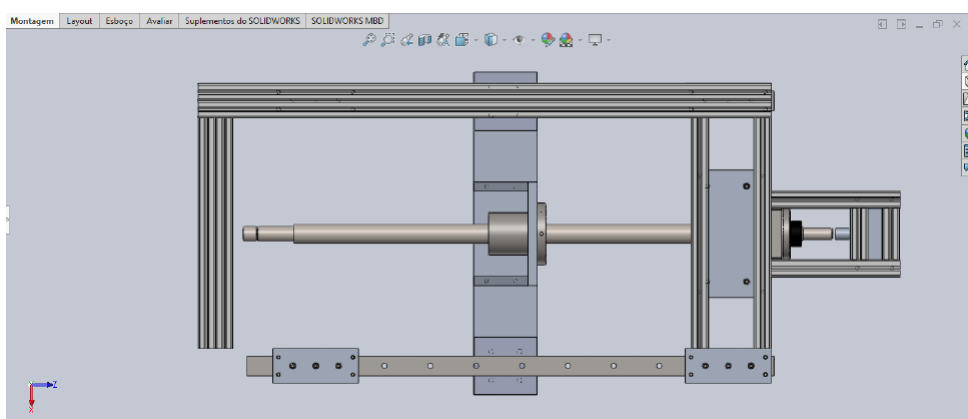 Montagem Layout Esboço Avaliar Suplementos do SOLIDWORKS SOLIDWORKS MBD
Z
X